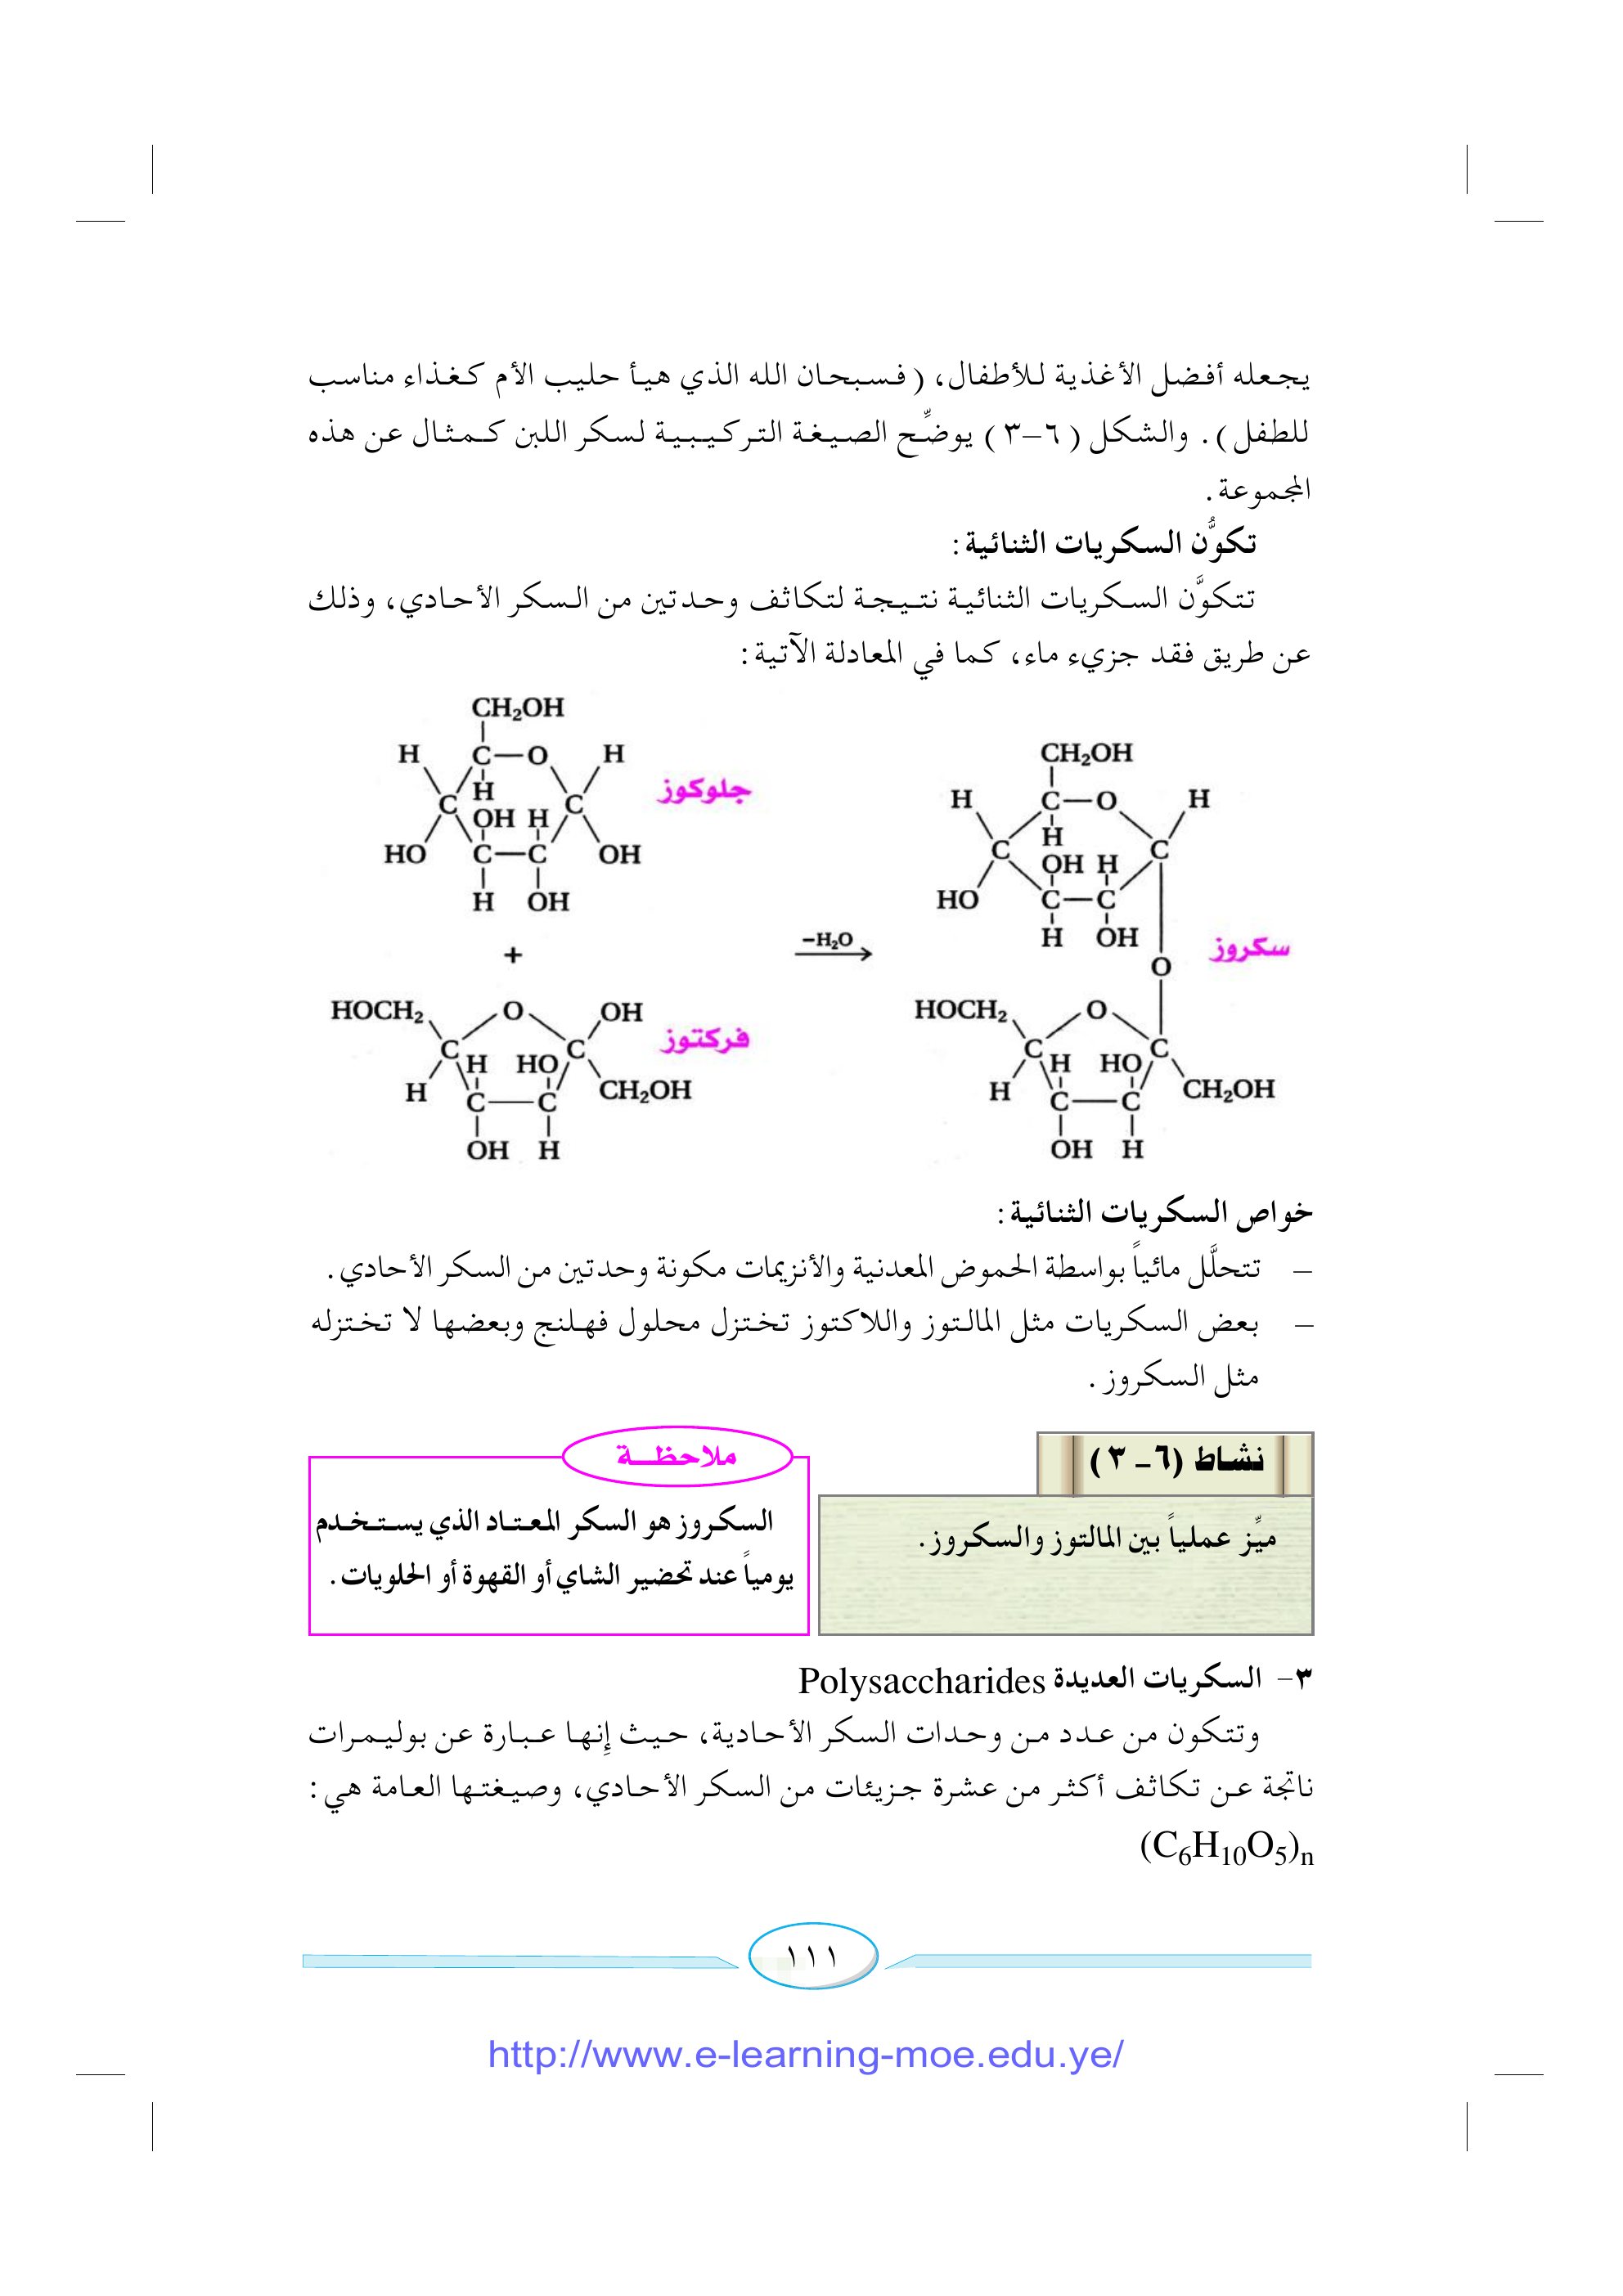 يجعله أفضل الأغذية للأطفال، (فسبحان الله الذي هيأ حليب الأم كغذاء مناسب
للطفل). والشكل (٦-٣) يوضِّح الصيغة التركيبية لسكر اللبن كمثال عن هذه
المجموعة.
تكوُّن السكريات الثنائية:
تتكوَّن السكريات الثنائية نتيجة لتكاثف وحدتين من السكر الأحادي، وذلك
عن طريق فقد جزيء ماء، كما في المعادلة الآتية:
CH₂OH
H C—O H
جلوكوز
H
C C
OH H
HO C—C OH
H OH
+
HOCH₂ O OH
فركتوز
C C
H HO
H CH₂OH
C—C
OH H
–H₂O
CH₂OH
H C—O H
H
C C
OH H
HO C—C
H OH
سكروز
O
HOCH₂ O
C C
H HO
H CH₂OH
C—C
OH H
خواص السكريات الثنائية:
– تتحلَّل مائياً بواسطة الحموض المعدنية والأنزيمات مكونة وحدتين من السكر الأحادي.
– بعض السكريات مثل المالتوز واللاكتوز تختزل محلول فهلنج وبعضها لا تختزله
مثل السكروز.
نشاط (٦-٣)
ميِّز عملياً بين المالتوز والسكروز.
ملاحظــة
السكروز هو السكر المعتاد الذي يستخدم
يومياً عند تحضير الشاي أو القهوة أو الحلويات.
٣- السكريات العديدة Polysaccharides
وتتكون من عدد من وحدات السكر الأحادية، حيث إنها عبارة عن بوليمرات
ناتجة عن تكاثف أكثر من عشرة جزيئات من السكر الأحادي، وصيغتها العامة هي:
(C₆H₁₀O₅)ₙ
١١١
http://www.e-learning-moe.edu.ye/